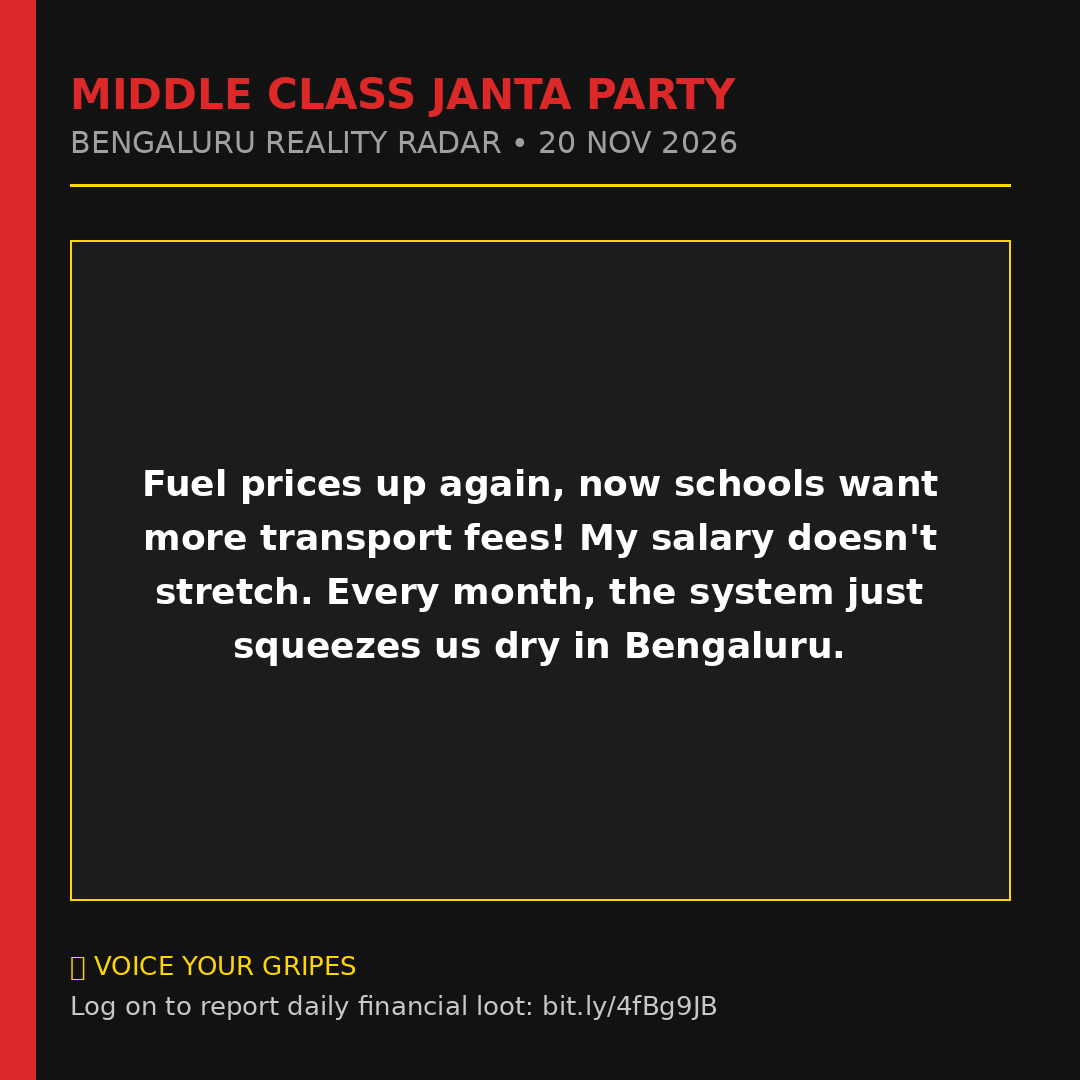 MIDDLE CLASS JANTA PARTY
BENGALURU REALITY RADAR • 20 NOV 2026
Fuel prices up again, now schools want
more transport fees! My salary doesn't
stretch. Every month, the system just
squeezes us dry in Bengaluru.
VOICE YOUR GRIPES
Log on to report daily financial loot: bit.ly/4fBg9JB